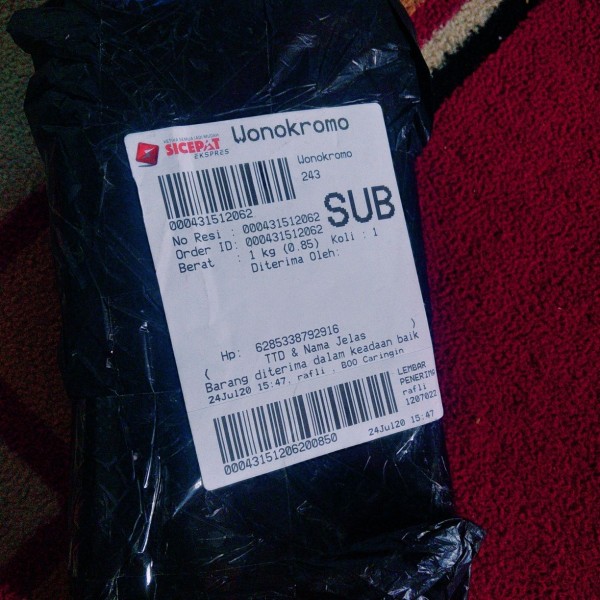 SiCEPAT
EKSPRES
Wonokromo
Wonokromo
243
000431512062
SUB
No Resi : 000431512062
Order ID: 000431512062
Berat : 1 kg (0.85) Koli : 1
Diterima Oleh:
Hp: 6285338792916
( TTD & Nama Jelas )
Barang diterima dalam keadaan baik
24Jul20 15:47, rafli , BOO Caringin
LEMBAR
PENERIMA
rafli
1207022
00043151206200850
24Jul20 15:47